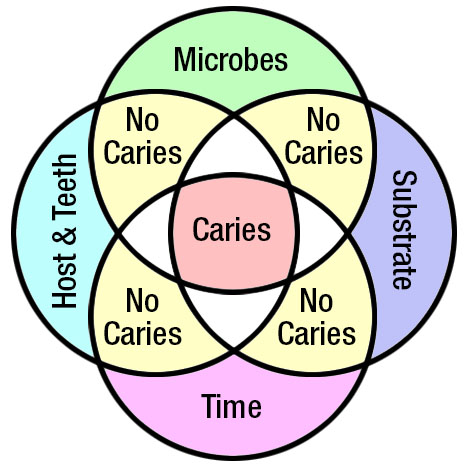 Microbes
No
Caries
No
Caries
Host & Teeth
Caries
Substrate
No
Caries
No
Caries
Time